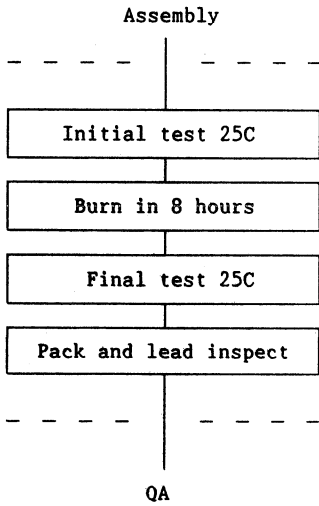 Assembly
Initial test 25C
Burn in 8 hours
Final test 25C
Pack and lead inspect
QA